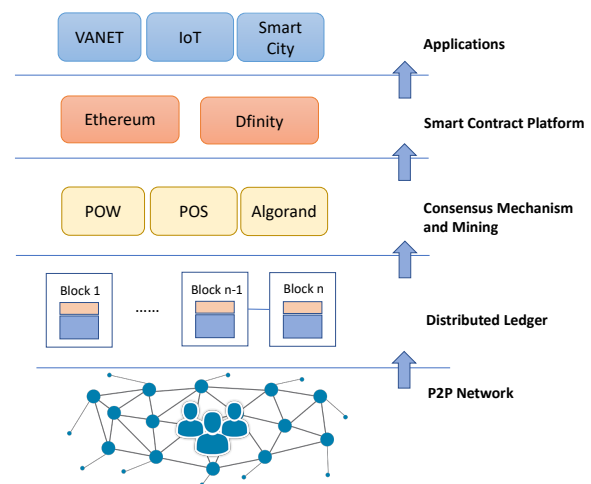 VANET
IoT
Smart
City
Applications
Ethereum
Dfinity
Smart Contract Platform
POW
POS
Algorand
Consensus Mechanism
and Mining
Block 1
......
Block n-1
Block n
Distributed Ledger
P2P Network